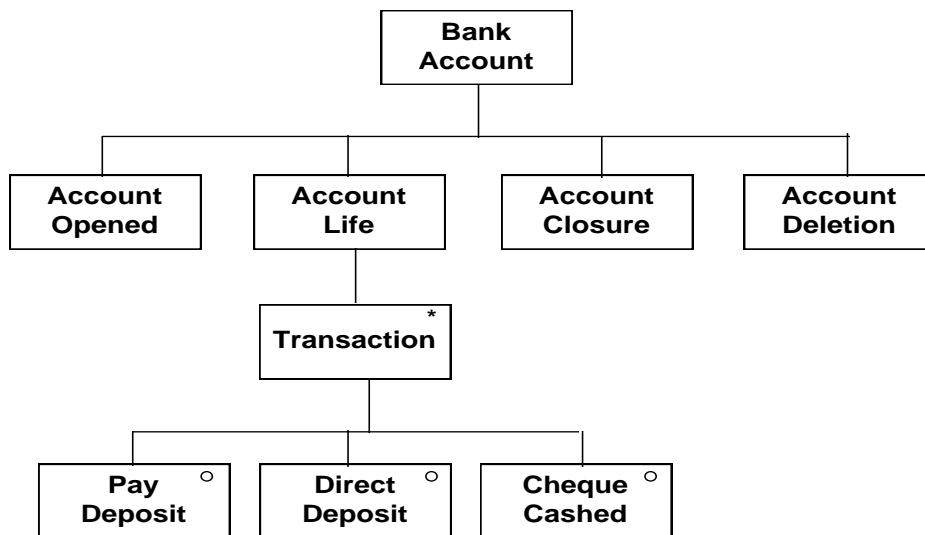 Bank
Account
Account
Opened
Account
Life
Account
Closure
Account
Deletion
*
Transaction
Pay
Deposit
Direct
Deposit
Cheque
Cashed